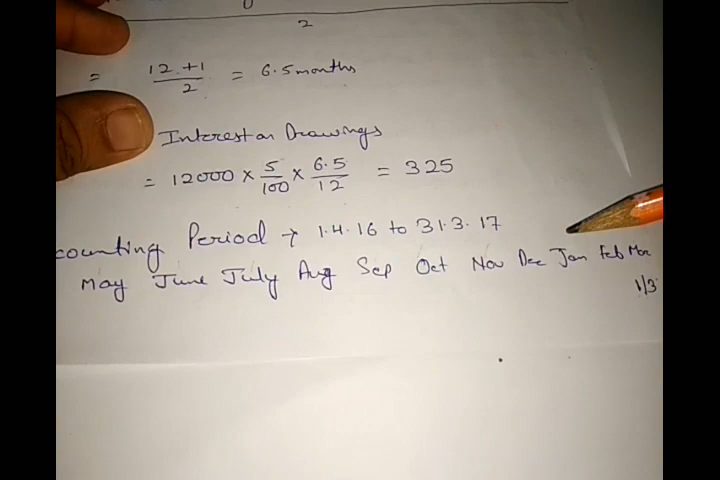 2
= 12+1/2 = 6.5 months
Interest on Drawings
= 12000 × 5/100 × 6.5/12 = 325
counting Period → 1.4.16 to 31.3.17
May June July Aug Sep Oct Nov Dec Jan Feb Mar
1/3